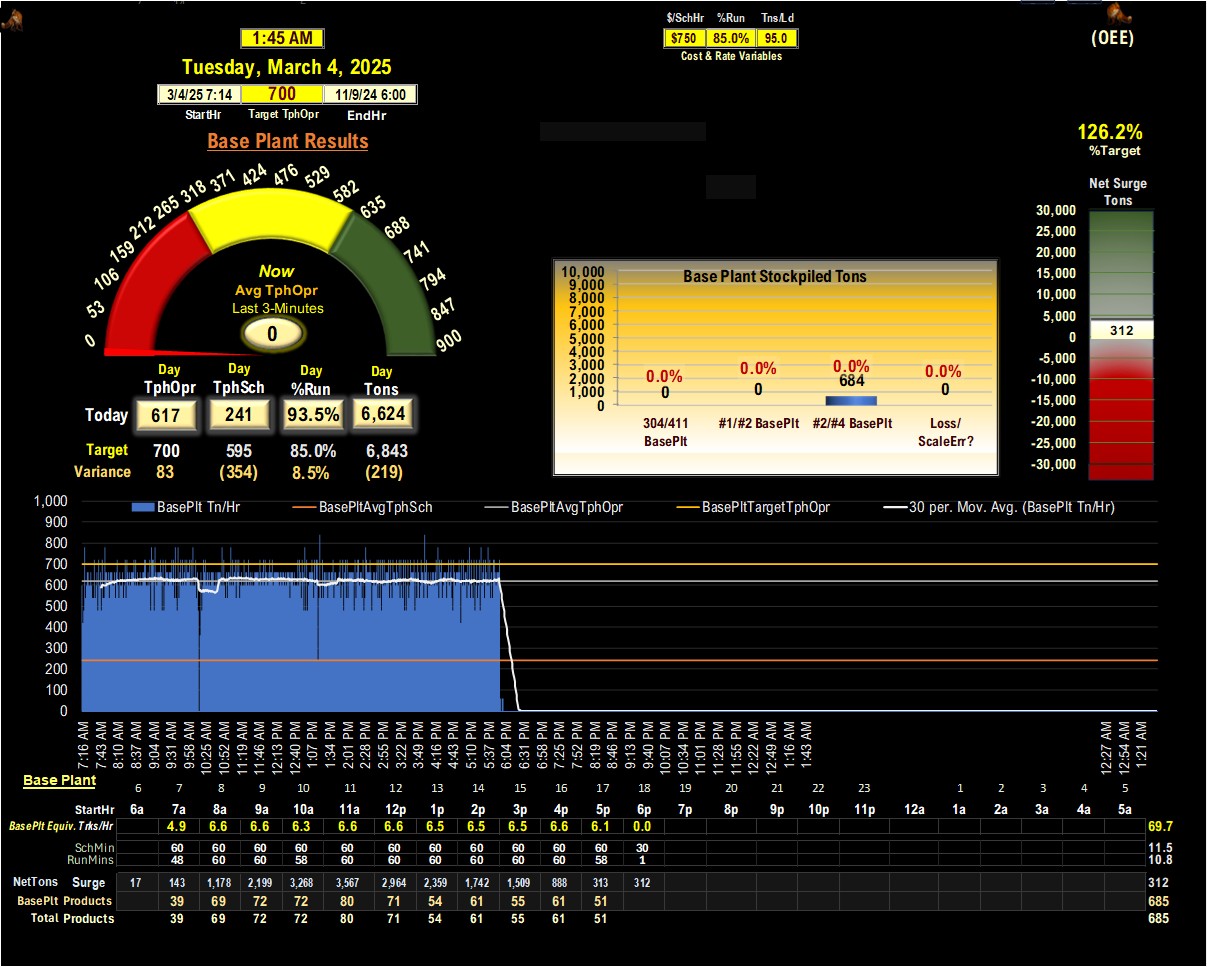 $/SchHr %Run Tns/Ld
$750 85.0% 95.0
Cost & Rate Variables
(OEE)
1:45 AM
Tuesday, March 4, 2025
3/4/25 7:14 700 11/9/24 6:00
StartHr Target TphOpr EndHr
Base Plant Results
126.2%
%Target
Net Surge
Tons
30,000
25,000
20,000
15,000
10,000
5,000
0
-5,000
-10,000
-15,000
-20,000
-25,000
-30,000
312
0 53 106 159 212 265 318 371 424 476 529 582 635 688 741 794 847 900
Now
Avg TphOpr
Last 3-Minutes
0
Day Day Day Day
TphOpr TphSch %Run Tons
Today 617 241 93.5% 6,624
Target 700 595 85.0% 6,843
Variance 83 (354) 8.5% (219)
Base Plant Stockpiled Tons
10,000
9,000
8,000
7,000
6,000
5,000
4,000
3,000
2,000
1,000
0
0.0% 0.0% 0.0% 0.0%
0 0 684 0
304/411 #1/#2 BasePlt #2/#4 BasePlt Loss/
BasePlt ScaleErr?
BasePlt Tn/Hr BasePltAvgTphSch BasePltAvgTphOpr BasePltTargetTphOpr 30 per. Mov. Avg. (BasePlt Tn/Hr)
1,000
900
800
700
600
500
400
300
200
100
0
7:16 AM 7:43 AM 8:10 AM 8:37 AM 9:04 AM 9:31 AM 9:58 AM 10:25 AM 10:52 AM 11:19 AM 11:46 AM 12:13 PM 12:40 PM 1:07 PM 1:34 PM 2:01 PM 2:28 PM 2:55 PM 3:22 PM 3:49 PM 4:16 PM 4:43 PM 5:10 PM 5:37 PM 6:04 PM 6:31 PM 6:58 PM 7:25 PM 7:52 PM 8:19 PM 8:46 PM 9:13 PM 9:40 PM 10:07 PM 10:34 PM 11:01 PM 11:28 PM 11:55 PM 12:22 AM 12:49 AM 1:16 AM 1:43 AM 12:27 AM 12:54 AM 1:21 AM
Base Plant
6 7 8 9 10 11 12 13 14 15 16 17 18 19 20 21 22 23 1 2 3 4 5
StartHr 6a 7a 8a 9a 10a 11a 12p 1p 2p 3p 4p 5p 6p 7p 8p 9p 10p 11p 12a 1a 2a 3a 4a 5a
BasePlt Equiv. Trks/Hr 4.9 6.6 6.6 6.3 6.6 6.6 6.5 6.5 6.5 6.6 6.1 0.0 69.7
SchMin 60 60 60 60 60 60 60 60 60 60 60 30 11.5
RunMins 48 60 60 58 60 60 60 60 60 60 58 1 10.8
NetTons Surge 17 143 1,178 2,199 3,268 3,567 2,964 2,359 1,742 1,509 888 313 312 312
BasePlt Products 39 69 72 72 80 71 54 61 55 61 51 685
Total Products 39 69 72 72 80 71 54 61 55 61 51 685